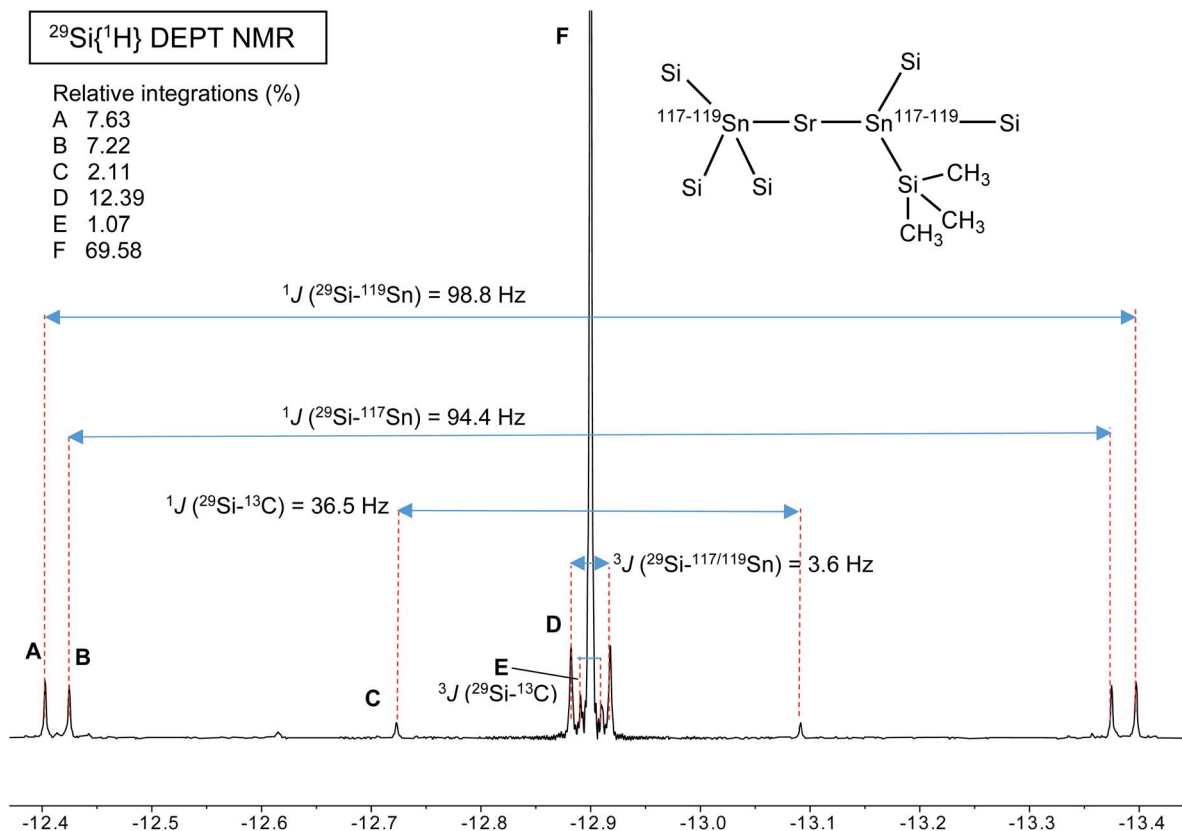 ²⁹Si{¹H} DEPT NMR
F
Relative integrations (%)
A 7.63
B 7.22
C 2.11
D 12.39
E 1.07
F 69.58
Si
Si
¹¹⁷⁻¹¹⁹Sn
Sr
Sn¹¹⁷⁻¹¹⁹
Si
Si
Si
Si
CH₃
CH₃
CH₃
¹J (²⁹Si-¹¹⁹Sn) = 98.8 Hz
¹J (²⁹Si-¹¹⁷Sn) = 94.4 Hz
¹J (²⁹Si-¹³C) = 36.5 Hz
³J (²⁹Si-¹¹⁷/¹¹⁹Sn) = 3.6 Hz
D
A
B
E
³J (²⁹Si-¹³C)
C
-12.4 -12.5 -12.6 -12.7 -12.8 -12.9 -13.0 -13.1 -13.2 -13.3 -13.4